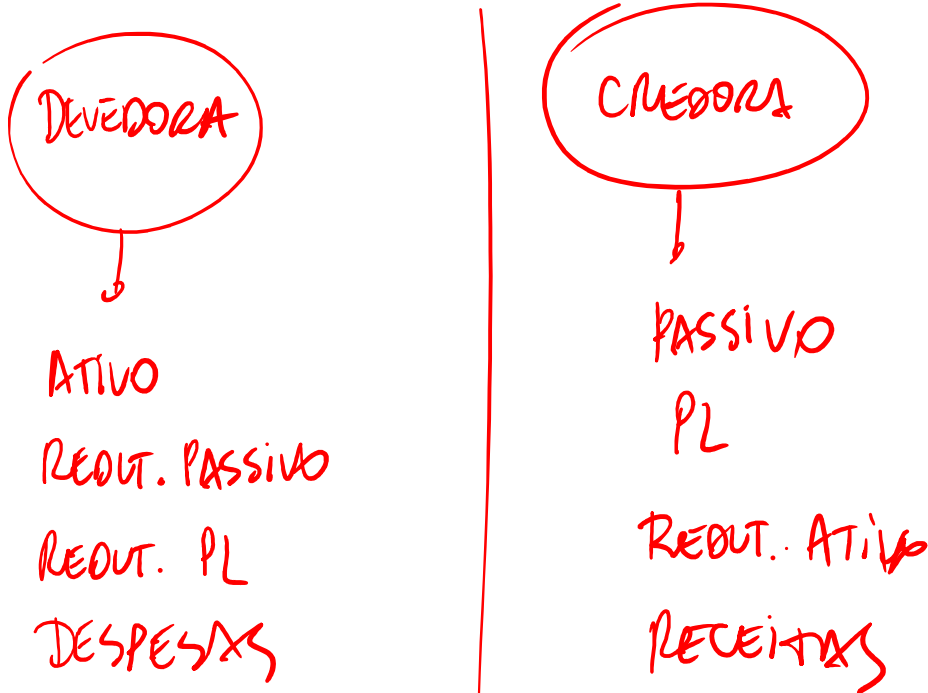 DEVEDORA
ATIVO
REDUT. PASSIVO
REDUT. PL
DESPESAS
CREDORA
PASSIVO
PL
REDUT. ATIVO
RECEITAS